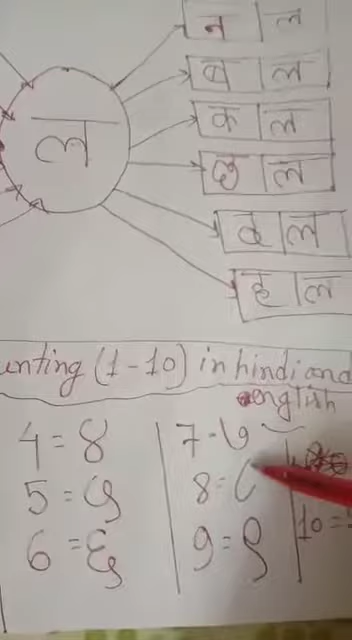 न ल
ब ल
क ल
ल
छ ल
द ल
ह ल
unting (1-10) in hindi and
english
4 = ४ 7 - ७
5 = ५ 8 = ८
6 = ६ 9 = ९ 10 =